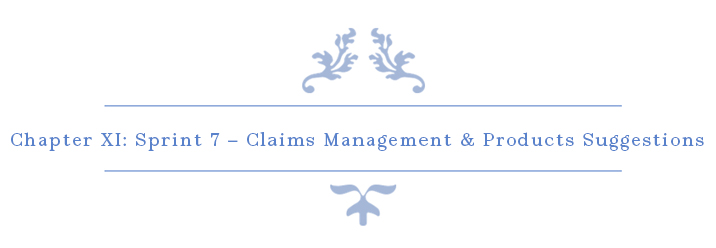 Chapter XI: Sprint 7 – Claims Management & Products Suggestions